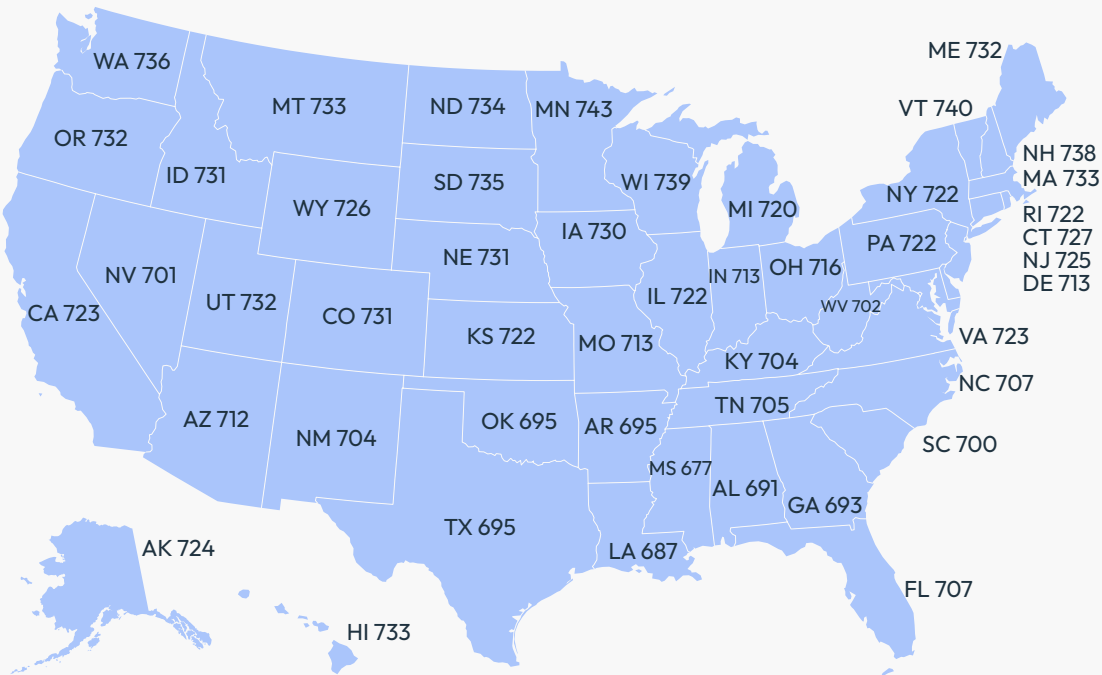 ME 732
WA 736
MT 733
ND 734
MN 743
VT 740
OR 732
NH 738
ID 731
SD 735
WI 739
MA 733
WY 726
MI 720
NY 722
RI 722
IA 730
CT 727
PA 722
NE 731
NJ 725
NV 701
IN 713
OH 716
DE 713
UT 732
IL 722
WV 702
CA 723
CO 731
KS 722
MO 713
VA 723
KY 704
NC 707
TN 705
AZ 712
OK 695
AR 695
NM 704
SC 700
MS 677
AL 691
GA 693
TX 695
AK 724
LA 687
FL 707
HI 733